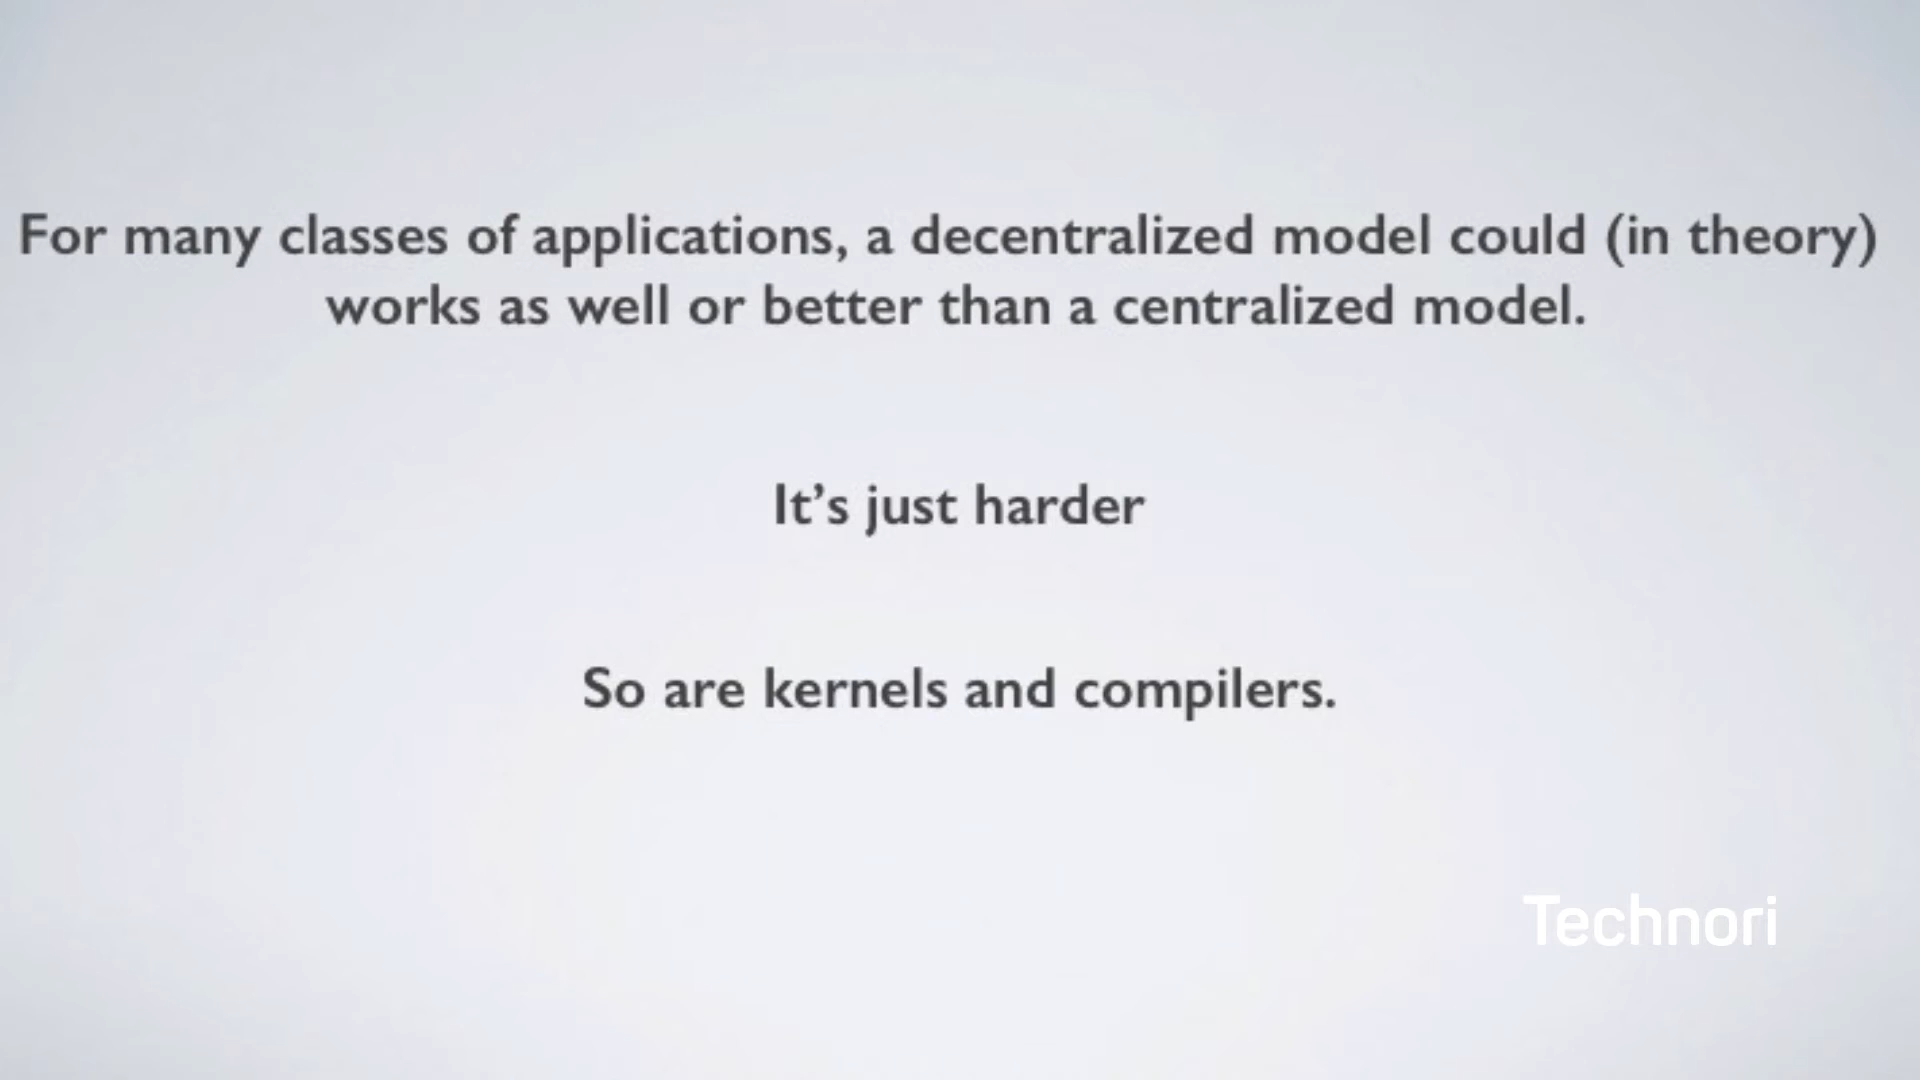 For many classes of applications, a decentralized model could (in theory)
works as well or better than a centralized model.
It’s just harder
So are kernels and compilers.
Technori